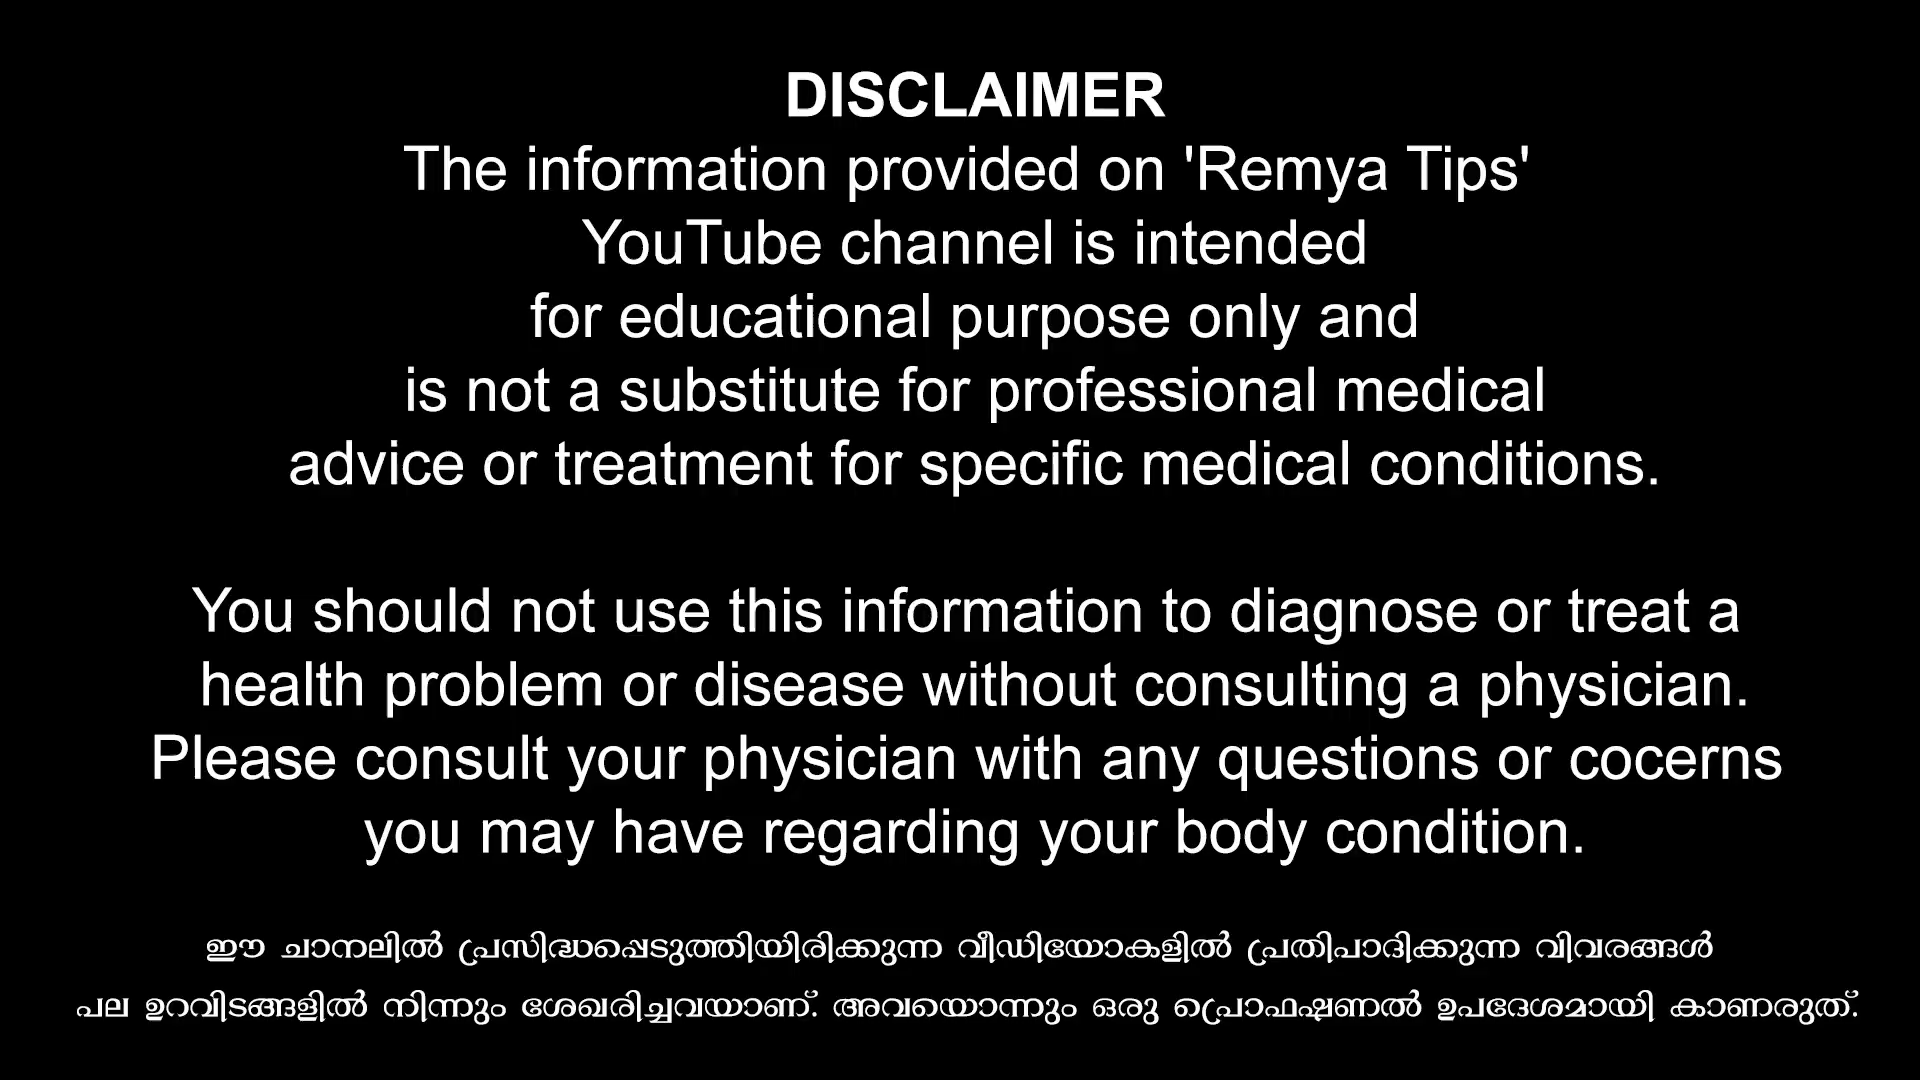 DISCLAIMER
The information provided on 'Remya Tips'
YouTube channel is intended
for educational purpose only and
is not a substitute for professional medical
advice or treatment for specific medical conditions.
You should not use this information to diagnose or treat a
health problem or disease without consulting a physician.
Please consult your physician with any questions or cocerns
you may have regarding your body condition.
ഈ ചാനലിൽ പ്രസിദ്ധപ്പെടുത്തിയിരിക്കുന്ന വീഡിയോകളിൽ പ്രതിപാദിക്കുന്ന വിവരങ്ങൾ
പല ഉറവിടങ്ങളിൽ നിന്നും ശേഖരിച്ചവയാണ്. അവയൊന്നും ഒരു പ്രൊഫഷണൽ ഉപദേശമായി കാണരുത്.